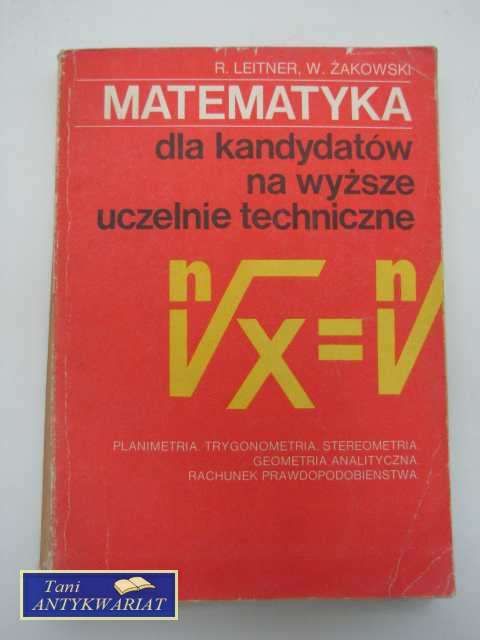 R. LEITNER, W. ŻAKOWSKI
MATEMATYKA
dla kandydatów
na wyższe
uczelnie techniczne
n√x = n√
PLANIMETRIA. TRYGONOMETRIA. STEREOMETRIA.
GEOMETRIA ANALITYCZNA.
RACHUNEK PRAWDOPODOBIEŃSTWA.
Tani
ANTYKWARIAT